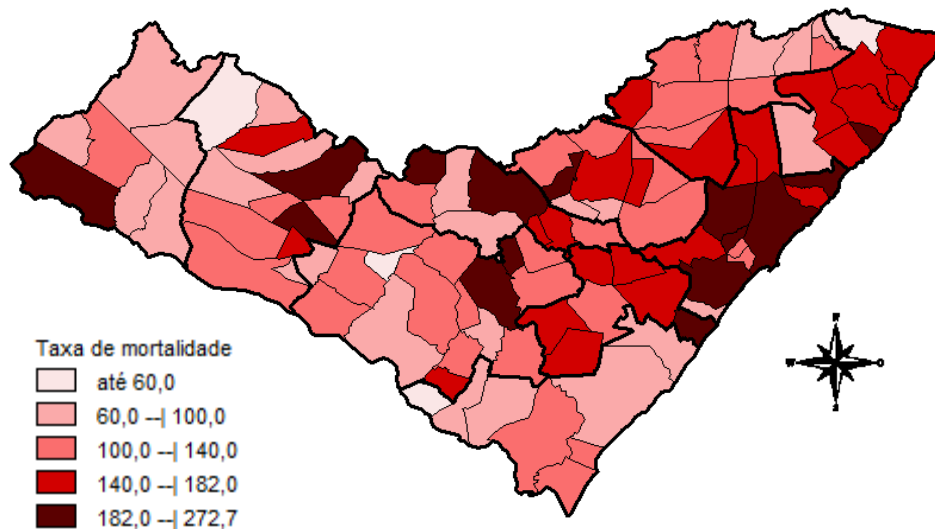 Taxa de mortalidade
até 60,0
60,0 --| 100,0
100,0 --| 140,0
140,0 --| 182,0
182,0 --| 272,7
W
O
S